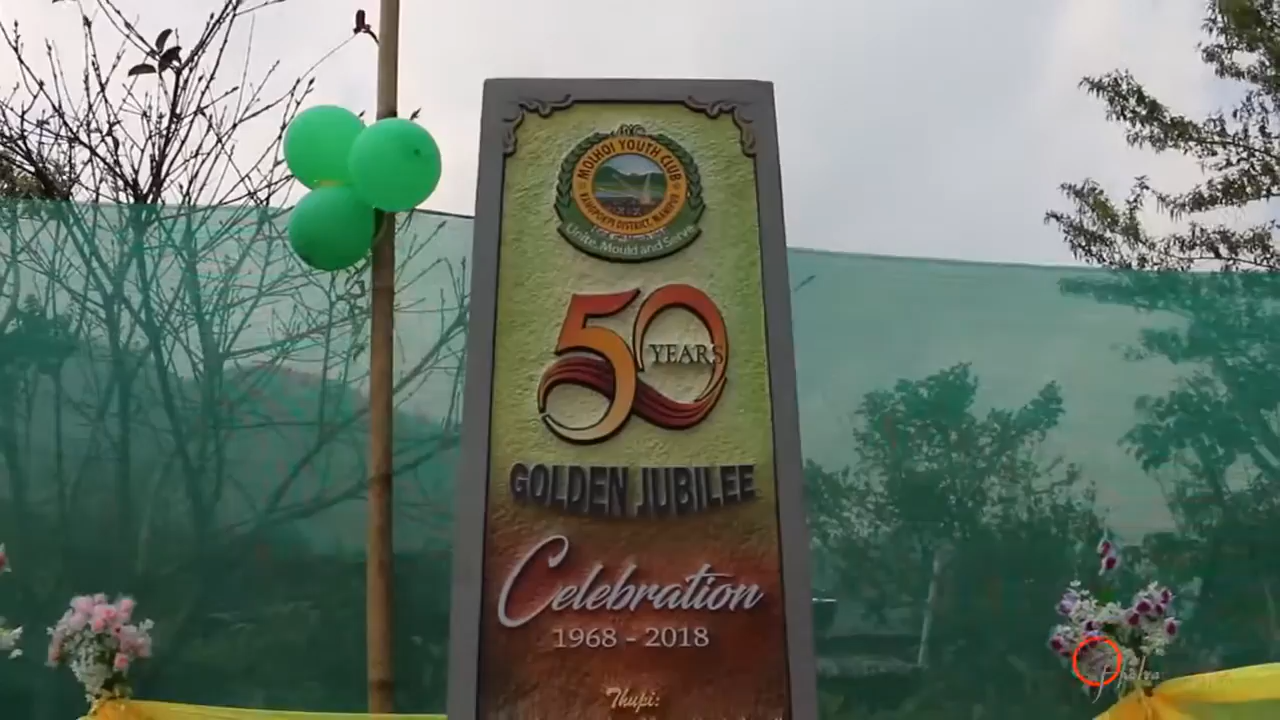 MOLHOI YOUTH CLUB
KANGPOKPI DISTRICT, MANIPUR
Unite, Mould and Serve
50
YEARS
GOLDEN JUBILEE
Celebration
1968 - 2018
Thupi: